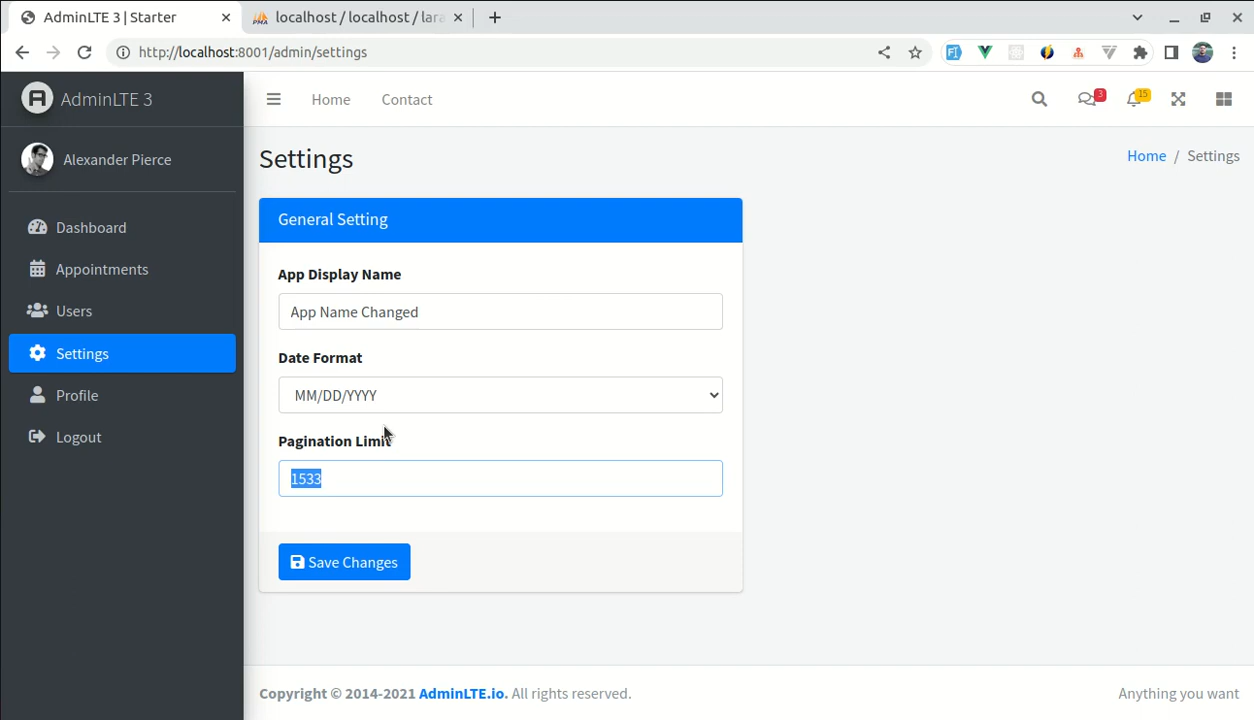 AdminLTE 3 | Starter
localhost / localhost / lara
http://localhost:8001/admin/settings
AdminLTE 3
Home Contact
3
15
Alexander Pierce
Dashboard
Appointments
Users
Settings
Profile
Logout
Settings
Home / Settings
General Setting
App Display Name
App Name Changed
Date Format
MM/DD/YYYY
Pagination Limit
1533
Save Changes
Copyright © 2014-2021 AdminLTE.io. All rights reserved.
Anything you want